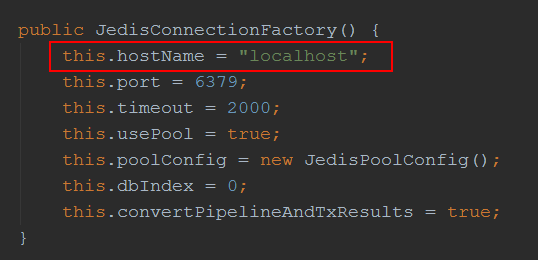 public JedisConnectionFactory() {
this.hostName = "localhost";
this.port = 6379;
this.timeout = 2000;
this.usePool = true;
this.poolConfig = new JedisPoolConfig();
this.dbIndex = 0;
this.convertPipelineAndTxResults = true;
}